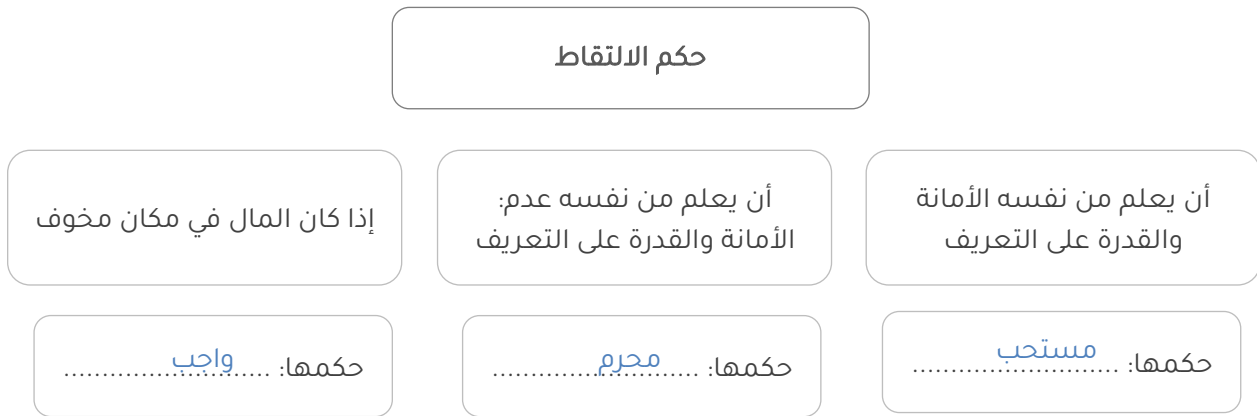 حكم الالتقاط
أن يعلم من نفسه الأمانة
والقدرة على التعريف
أن يعلم من نفسه عدم:
الأمانة والقدرة على التعريف
إذا كان المال في مكان مخوف
حكمها: مستحب
حكمها: محرم
حكمها: واجب